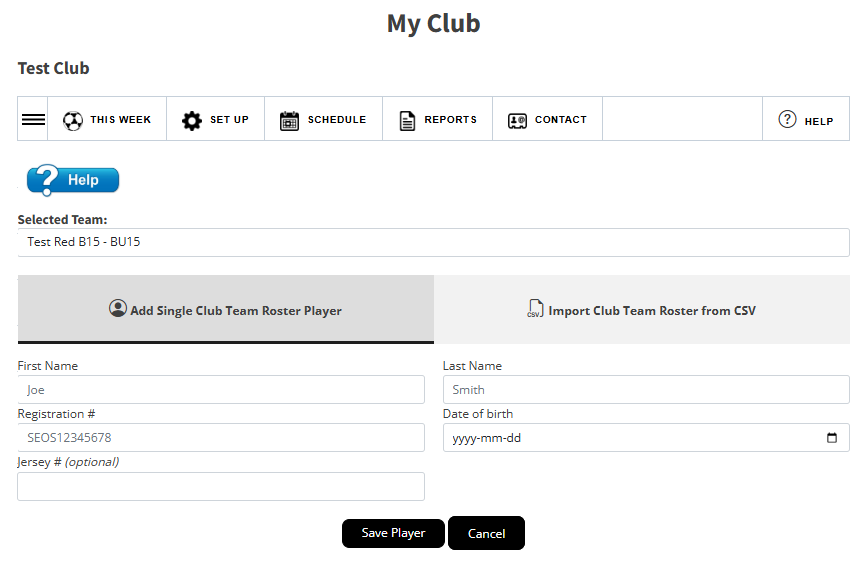 My Club
Test Club
THIS WEEK SET UP SCHEDULE REPORTS CONTACT ? HELP
? Help
Selected Team:
Test Red B15 - BU15
Add Single Club Team Roster Player CSV Import Club Team Roster from CSV
First Name Last Name
Joe Smith
Registration # Date of birth
SEOS12345678 yyyy-mm-dd
Jersey # (optional)
Save Player Cancel